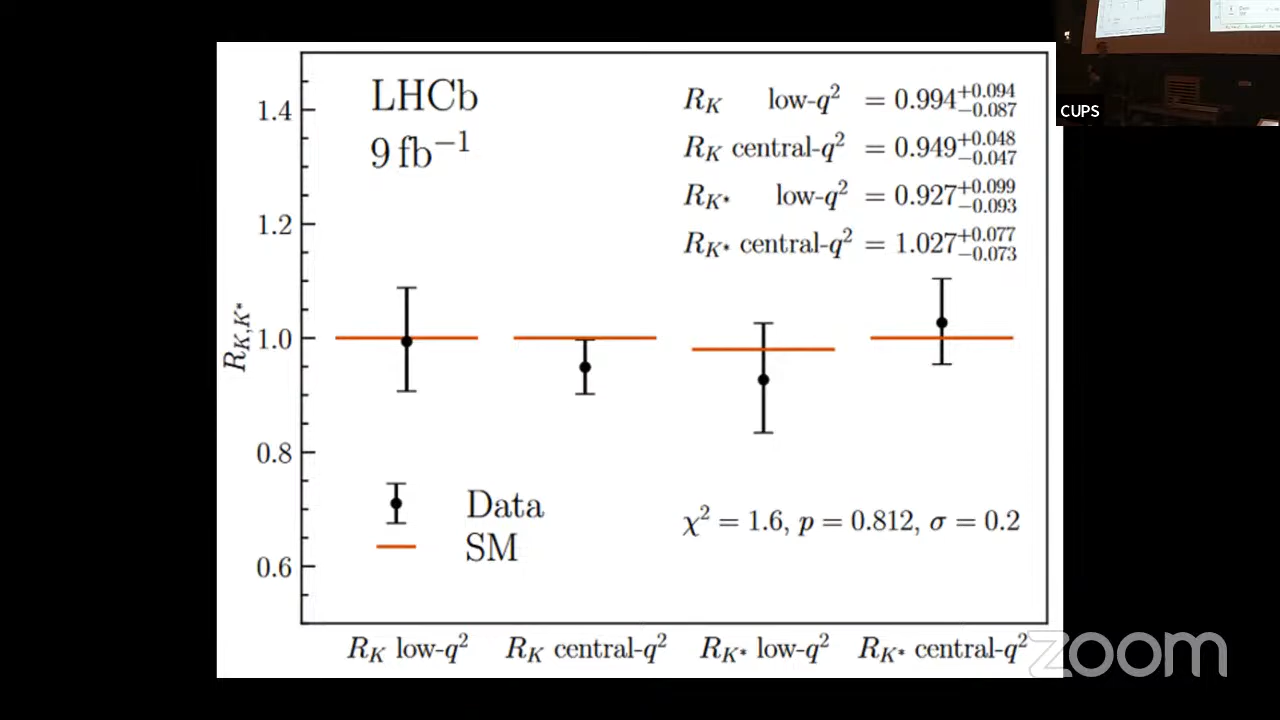 LHCb
9 fb⁻¹
R_K low-q² = 0.994^{+0.094}_{-0.087}
R_K central-q² = 0.949^{+0.048}_{-0.047}
R_{K*} low-q² = 0.927^{+0.099}_{-0.093}
R_{K*} central-q² = 1.027^{+0.077}_{-0.073}
CUPS
R_{K,K*}
1.4
1.2
1.0
0.8
0.6
Data
SM
χ² = 1.6, p = 0.812, σ = 0.2
R_K low-q² R_K central-q² R_{K*} low-q² R_{K*} central-q²
zoom